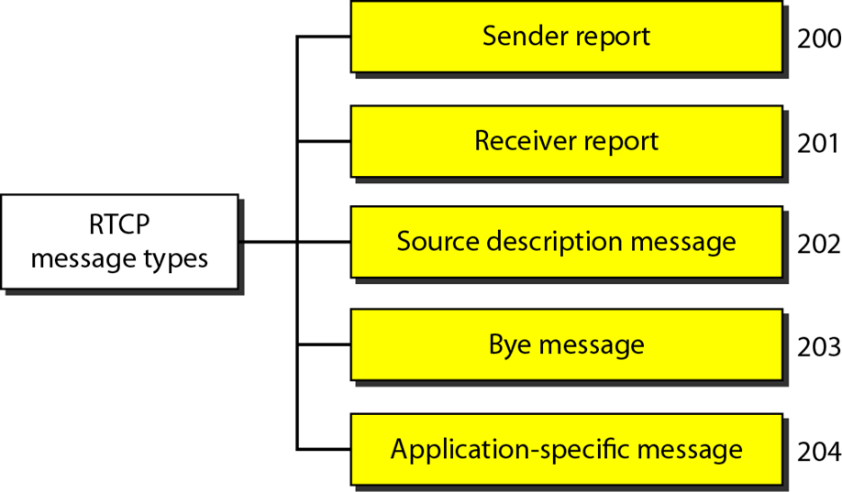 Sender report 200
Receiver report 201
RTCP
message types
Source description message 202
Bye message 203
Application-specific message 204